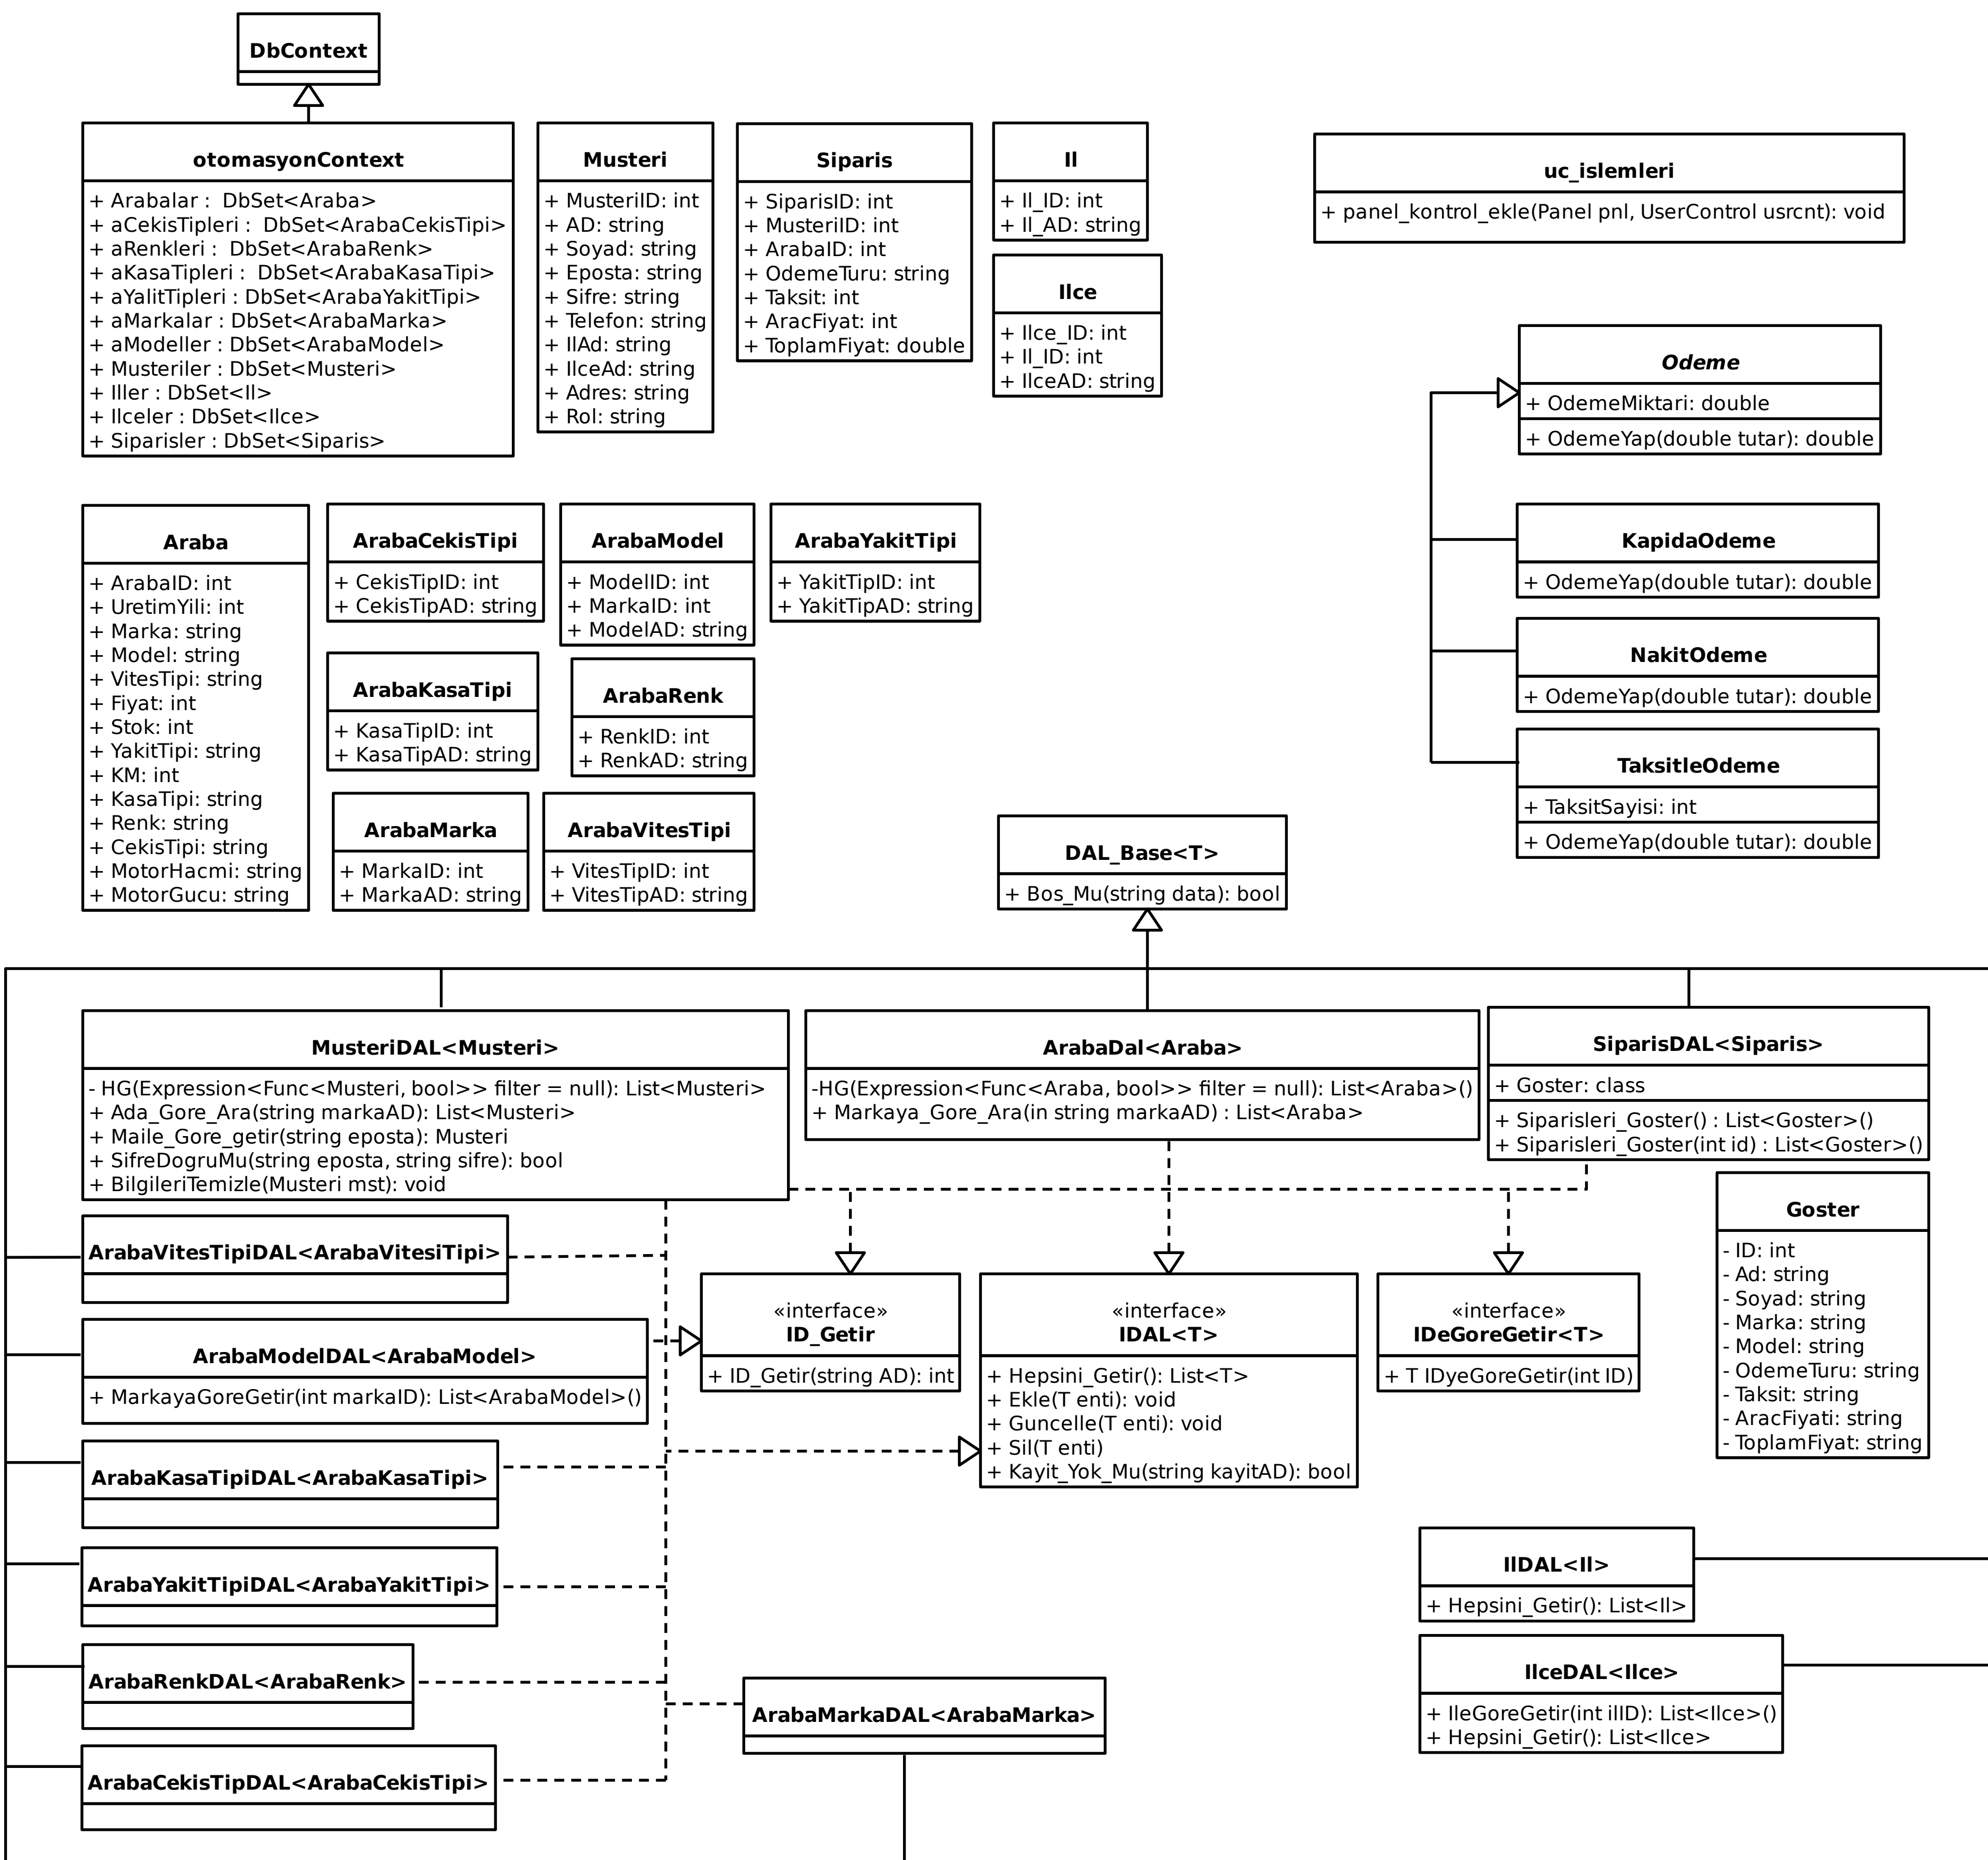 DbContext
otomasyonContext
+ Arabalar :  DbSet<Araba>
+ aCekisTipleri :  DbSet<ArabaCekisTipi>
+ aRenkleri :  DbSet<ArabaRenk>
+ aKasaTipleri :  DbSet<ArabaKasaTipi>
+ aYalitTipleri : DbSet<ArabaYakitTipi>
+ aMarkalar : DbSet<ArabaMarka>
+ aModeller : DbSet<ArabaModel>
+ Musteriler : DbSet<Musteri>
+ Iller : DbSet<Il>
+ Ilceler : DbSet<Ilce>
+ Siparisler : DbSet<Siparis>
Musteri
+ MusteriID: int
+ AD: string
+ Soyad: string
+ Eposta: string
+ Sifre: string
+ Telefon: string
+ IlAd: string
+ IlceAd: string
+ Adres: string
+ Rol: string
Siparis
+ SiparisID: int
+ MusteriID: int
+ ArabaID: int
+ OdemeTuru: string
+ Taksit: int
+ AracFiyat: int
+ ToplamFiyat: double
Il
+ Il_ID: int
+ Il_AD: string
Ilce
+ Ilce_ID: int
+ Il_ID: int
+ IlceAD: string
uc_islemleri
+ panel_kontrol_ekle(Panel pnl, UserControl usrcnt): void
Odeme
+ OdemeMiktari: double
+ OdemeYap(double tutar): double
KapidaOdeme
+ OdemeYap(double tutar): double
NakitOdeme
+ OdemeYap(double tutar): double
TaksitleOdeme
+ TaksitSayisi: int
+ OdemeYap(double tutar): double
Araba
+ ArabaID: int
+ UretimYili: int
+ Marka: string
+ Model: string
+ VitesTipi: string
+ Fiyat: int
+ Stok: int
+ YakitTipi: string
+ KM: int
+ KasaTipi: string
+ Renk: string
+ CekisTipi: string
+ MotorHacmi: string
+ MotorGucu: string
ArabaCekisTipi
+ CekisTipID: int
+ CekisTipAD: string
ArabaModel
+ ModelID: int
+ MarkaID: int
+ ModelAD: string
ArabaYakitTipi
+ YakitTipID: int
+ YakitTipAD: string
ArabaKasaTipi
+ KasaTipID: int
+ KasaTipAD: string
ArabaRenk
+ RenkID: int
+ RenkAD: string
ArabaMarka
+ MarkaID: int
+ MarkaAD: string
ArabaVitesTipi
+ VitesTipID: int
+ VitesTipAD: string
DAL_Base<T>
+ Bos_Mu(string data): bool
MusteriDAL<Musteri>
- HG(Expression<Func<Musteri, bool>> filter = null): List<Musteri>
+ Ada_Gore_Ara(string markaAD): List<Musteri>
+ Maile_Gore_getir(string eposta): Musteri
+ SifreDogruMu(string eposta, string sifre): bool
+ BilgileriTemizle(Musteri mst): void
ArabaDal<Araba>
-HG(Expression<Func<Araba, bool>> filter = null): List<Araba>()
+ Markaya_Gore_Ara(in string markaAD) : List<Araba>
SiparisDAL<Siparis>
+ Goster: class
+ Siparisleri_Goster() : List<Goster>()
+ Siparisleri_Goster(int id) : List<Goster>()
Goster
- ID: int
- Ad: string
- Soyad: string
- Marka: string
- Model: string
- OdemeTuru: string
- Taksit: string
- AracFiyati: string
- ToplamFiyat: string
ArabaVitesTipiDAL<ArabaVitesiTipi>
ArabaModelDAL<ArabaModel>
+ MarkayaGoreGetir(int markaID): List<ArabaModel>()
«interface»
ID_Getir
+ ID_Getir(string AD): int
«interface»
IDAL<T>
+ Hepsini_Getir(): List<T>
+ Ekle(T enti): void
+ Guncelle(T enti): void
+ Sil(T enti)
+ Kayit_Yok_Mu(string kayitAD): bool
«interface»
IDeGoreGetir<T>
+ T IDyeGoreGetir(int ID)
ArabaKasaTipiDAL<ArabaKasaTipi>
ArabaYakitTipiDAL<ArabaYakitTipi>
ArabaRenkDAL<ArabaRenk>
ArabaCekisTipDAL<ArabaCekisTipi>
ArabaMarkaDAL<ArabaMarka>
IlDAL<Il>
+ Hepsini_Getir(): List<Il>
IlceDAL<Ilce>
+ IleGoreGetir(int ilID): List<Ilce>()
+ Hepsini_Getir(): List<Ilce>